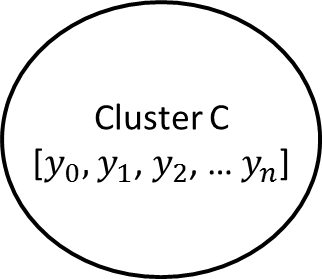 Cluster C
[y₀, y₁, y₂, … yₙ]